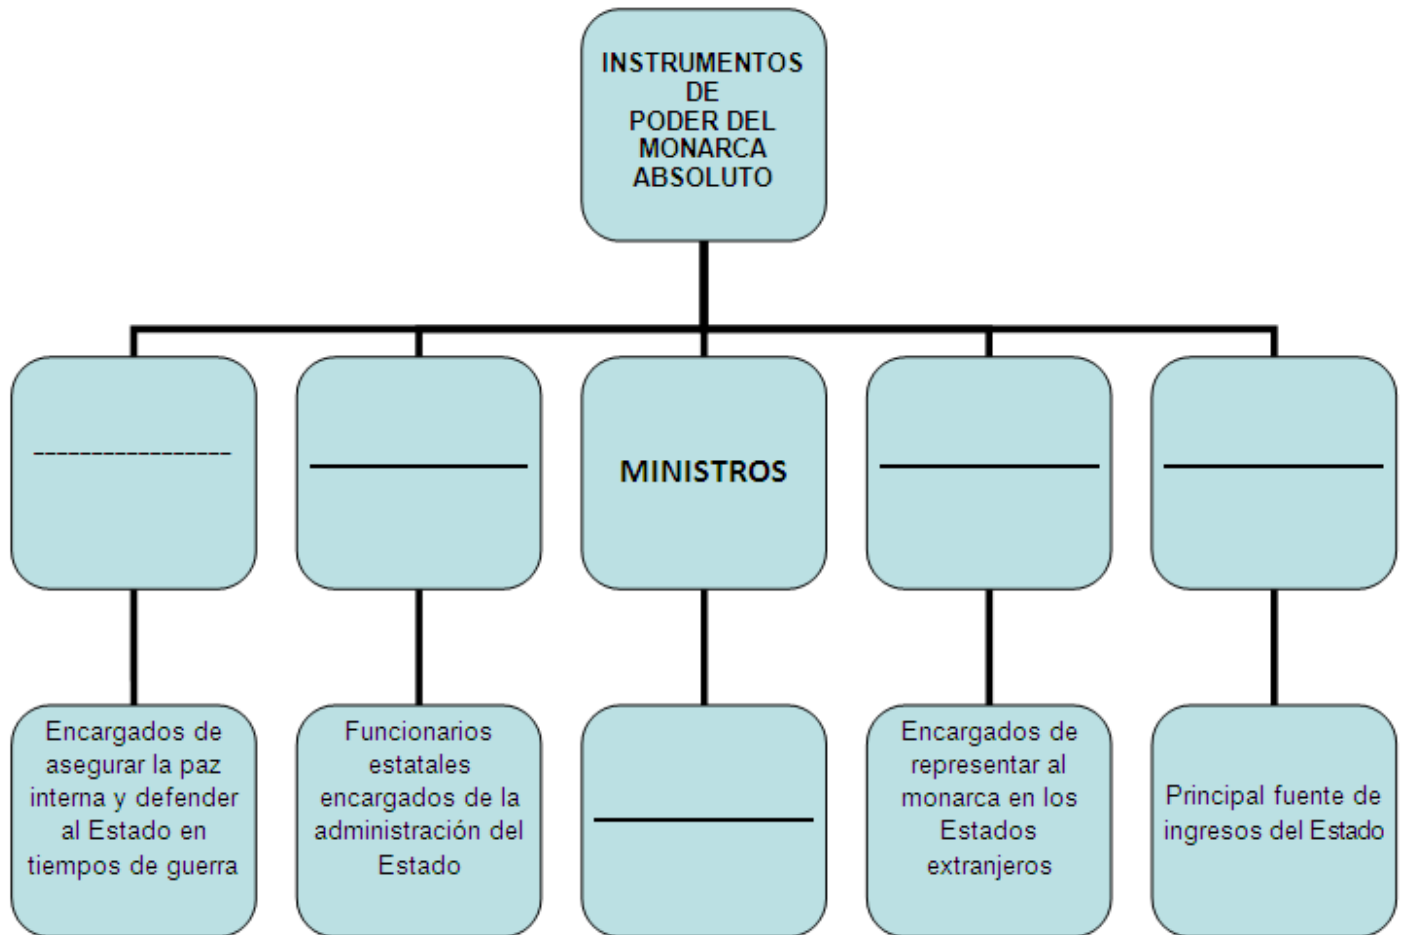 INSTRUMENTOS
DE
PODER DEL
MONARCA
ABSOLUTO
MINISTROS
Encargados de
asegurar la paz
interna y defender
al Estado en
tiempos de guerra
Funcionarios
estatales
encargados de la
administración del
Estado
Encargados de
representar al
monarca en los
Estados
extranjeros
Principal fuente de
ingresos del Estado